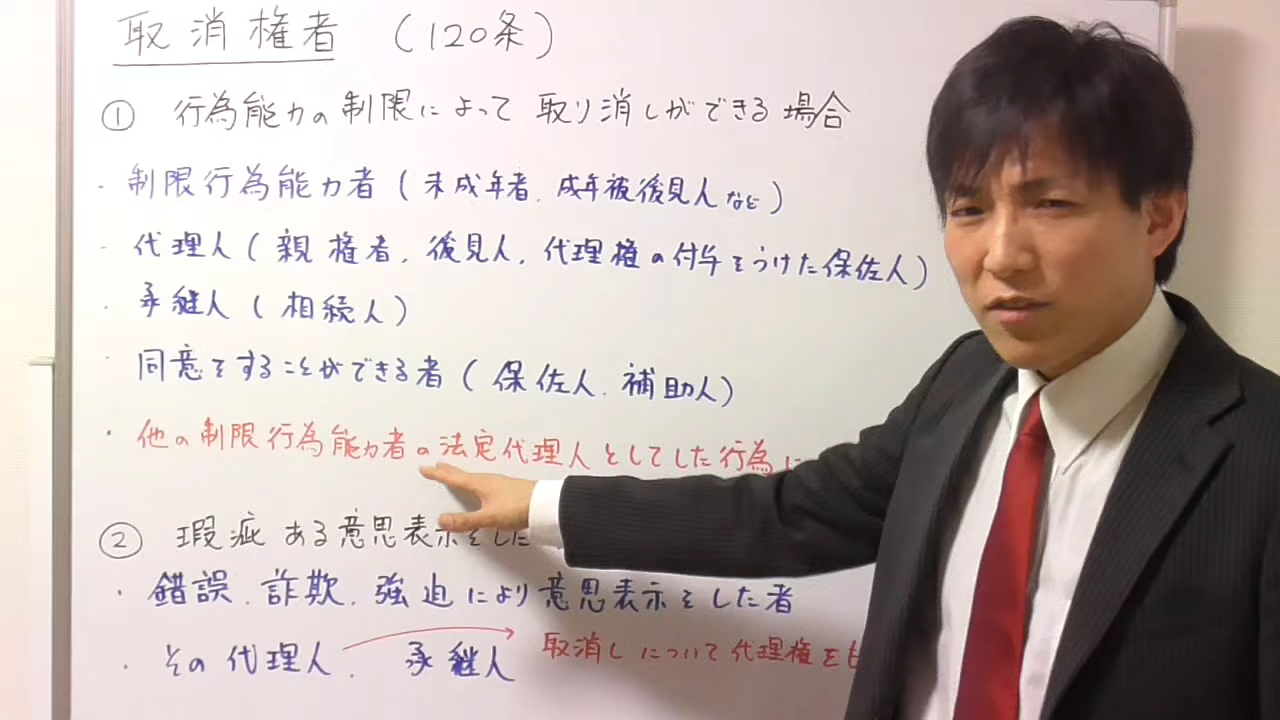 取消権者 (120条)
① 行為能力の制限によって取り消しができる場合
・制限行為能力者(未成年者、成年被後見人など)
・代理人(親権者、後見人、代理権の付与をうけた保佐人)
・承継人(相続人)
・同意をすることができる者(保佐人、補助人)
・他の制限行為能力者の法定代理人としてした行為に
② 瑕疵ある意思表示をした
・錯誤、詐欺、強迫により意思表示をした者
・その代理人、承継人 取消しについて代理権をも